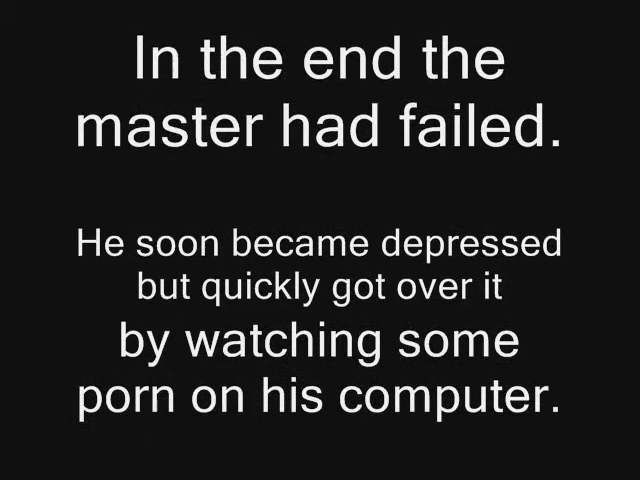 In the end the
master had failed.
He soon became depressed
but quickly got over it
by watching some
porn on his computer.